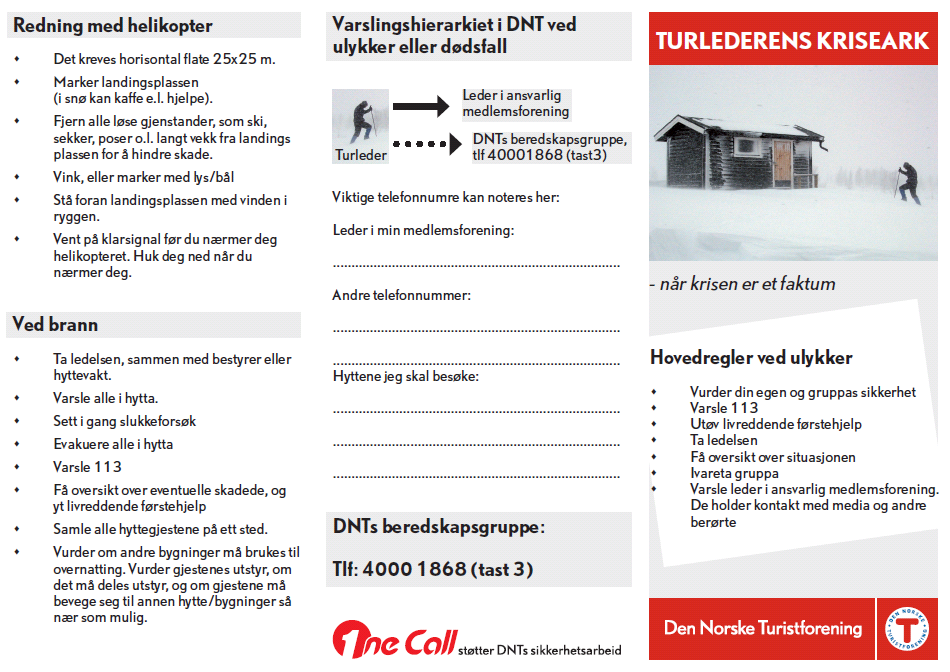 Redning med helikopter
Det kreves horisontal flate 25x25 m.
Marker landingsplassen
(i snø kan kaffe e.l. hjelpe).
Fjern alle løse gjenstander, som ski,
sekker, poser o.l. langt vekk fra landings
plassen for å hindre skade.
Vink, eller marker med lys/bål
Stå foran landingsplassen med vinden i
ryggen.
Vent på klarsignal før du nærmer deg
helikopteret. Huk deg ned når du
nærmer deg.
Ved brann
Ta ledelsen, sammen med bestyrer eller
hyttevakt.
Varsle alle i hytta.
Sett i gang slukkeforsøk
Evakuere alle i hytta
Varsle 113
Få oversikt over eventuelle skadede, og
yt livreddende førstehjelp
Samle alle hyttegjestene på ett sted.
Vurder om andre bygninger må brukes til
overnatting. Vurder gjestenes utstyr, om
det må deles utstyr, og om gjestene må
bevege seg til annen hytte/bygninger så
nær som mulig.
Varslingshierarkiet i DNT ved
ulykker eller dødsfall
Turleder
Leder i ansvarlig
medlemsforening
DNTs beredskapsgruppe,
tlf 40001868 (tast3)
Viktige telefonnumre kan noteres her:
Leder i min medlemsforening:
Andre telefonnummer:
Hyttene jeg skal besøke:
DNTs beredskapsgruppe:
Tlf: 4000 1868 (tast 3)
One Call støtter DNTs sikkerhetsarbeid
TURLEDERENS KRISEARK
- når krisen er et faktum
Hovedregler ved ulykker
Vurder din egen og gruppas sikkerhet
Varsle 113
Utøv livreddende førstehjelp
Ta ledelsen
Få oversikt over situasjonen
Ivareta gruppa
Varsle leder i ansvarlig medlemsforening.
De holder kontakt med media og andre
berørte
Den Norske Turistforening
DEN NORSKE
T
TURISTFORENING